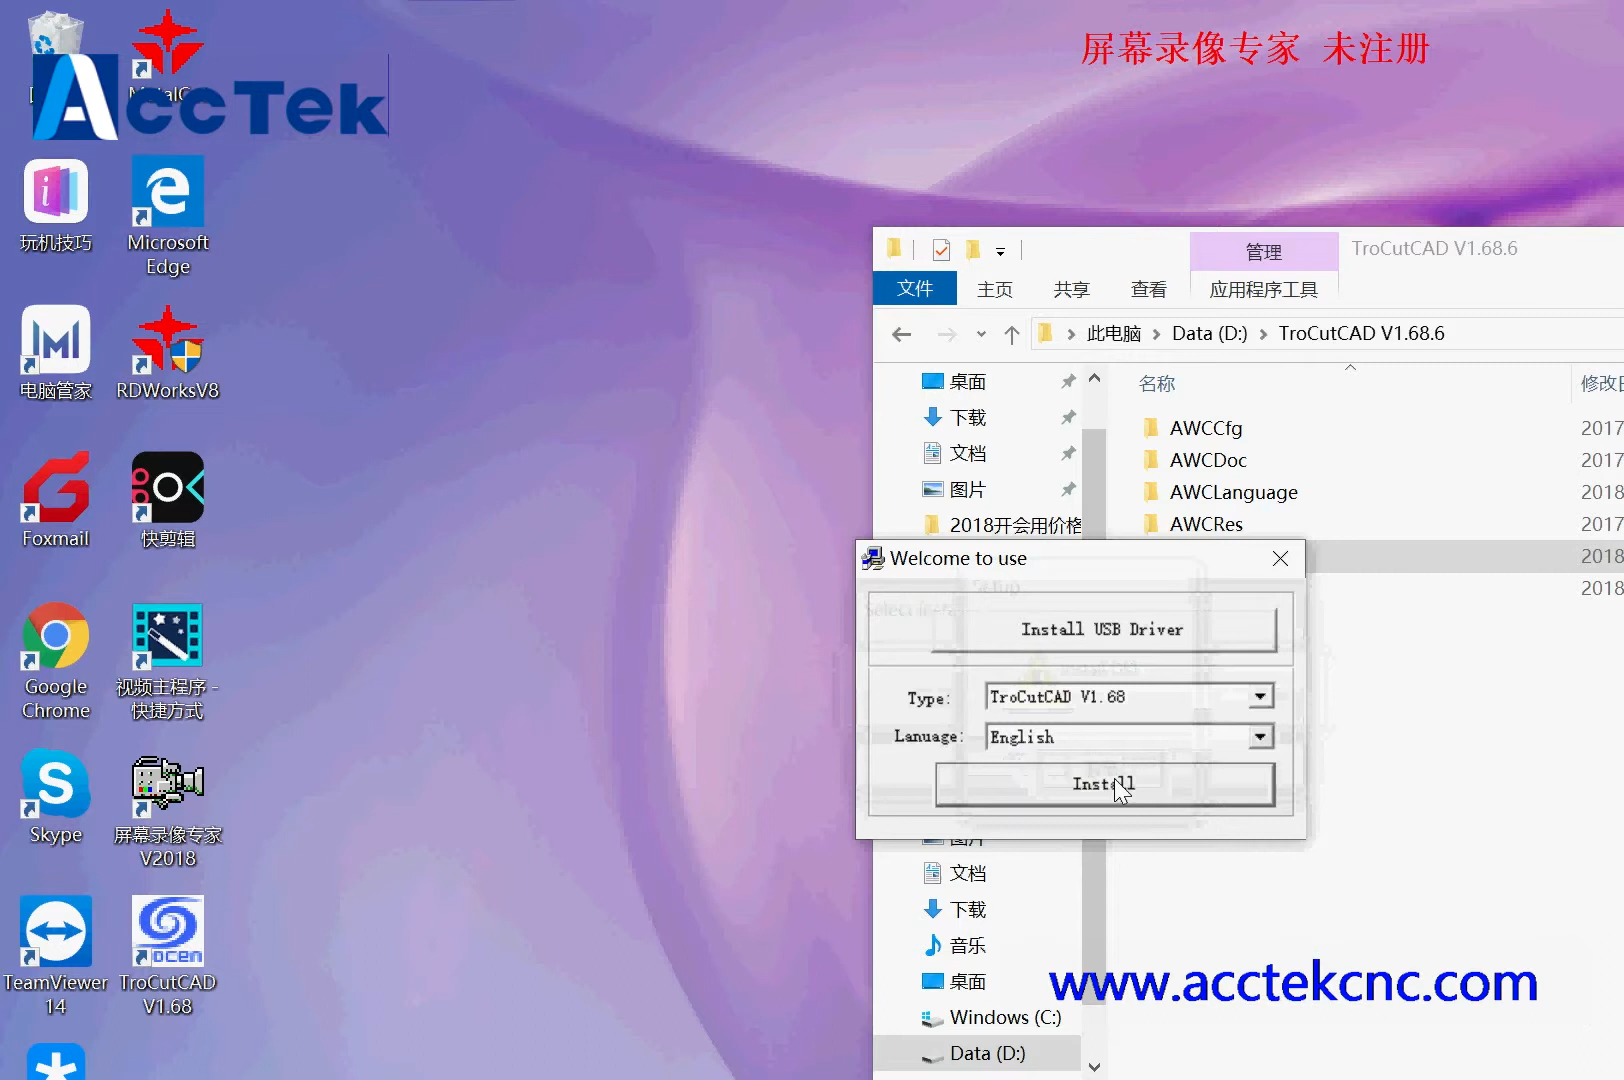 屏幕录像专家 未注册
AccTek
玩机技巧
Microsoft
Edge
电脑管家
RDWorksV8
Foxmail
快剪辑
Google
Chrome
视频主程序 -
快捷方式
Skype
屏幕录像专家
V2018
TeamViewer
14
ocen
TroCutCAD
V1.68
管理
TroCutCAD V1.68.6
文件
主页
共享
查看
应用程序工具
此电脑 > Data (D:) > TroCutCAD V1.68.6
桌面
下载
文档
图片
2018开会用价格
名称
修改日
AWCCfg
2017
AWCDoc
2017
AWCLanguage
2018
AWCRes
2017
2018
2018
Welcome to use
Setup
Install USB Driver
Type:
TroCutCAD V1.68
Lanuage:
English
Install
图片
文档
下载
音乐
桌面
Windows (C:)
Data (D:)
www.acctekcnc.com